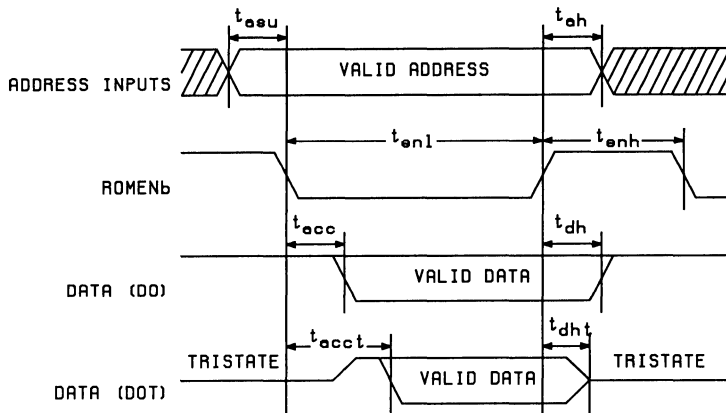 tasu tah
VALID ADDRESS
ADDRESS INPUTS
tenl tenh
ROMENb
tacc tdh
VALID DATA
DATA (DO)
tacct tdht
TRISTATE VALID DATA TRISTATE
DATA (DOT)